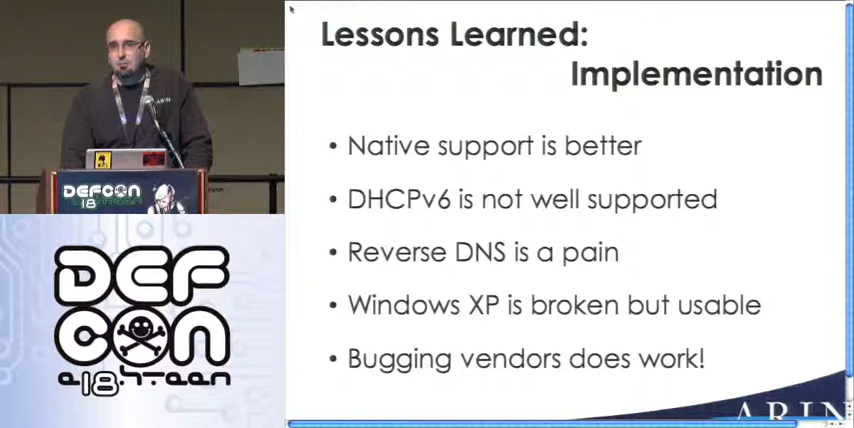 Lessons Learned:
Implementation
• Native support is better
• DHCPv6 is not well supported
• Reverse DNS is a pain
• Windows XP is broken but usable
• Bugging vendors does work!
ARIN
ARIN
DEFCON
18
DEF
CON